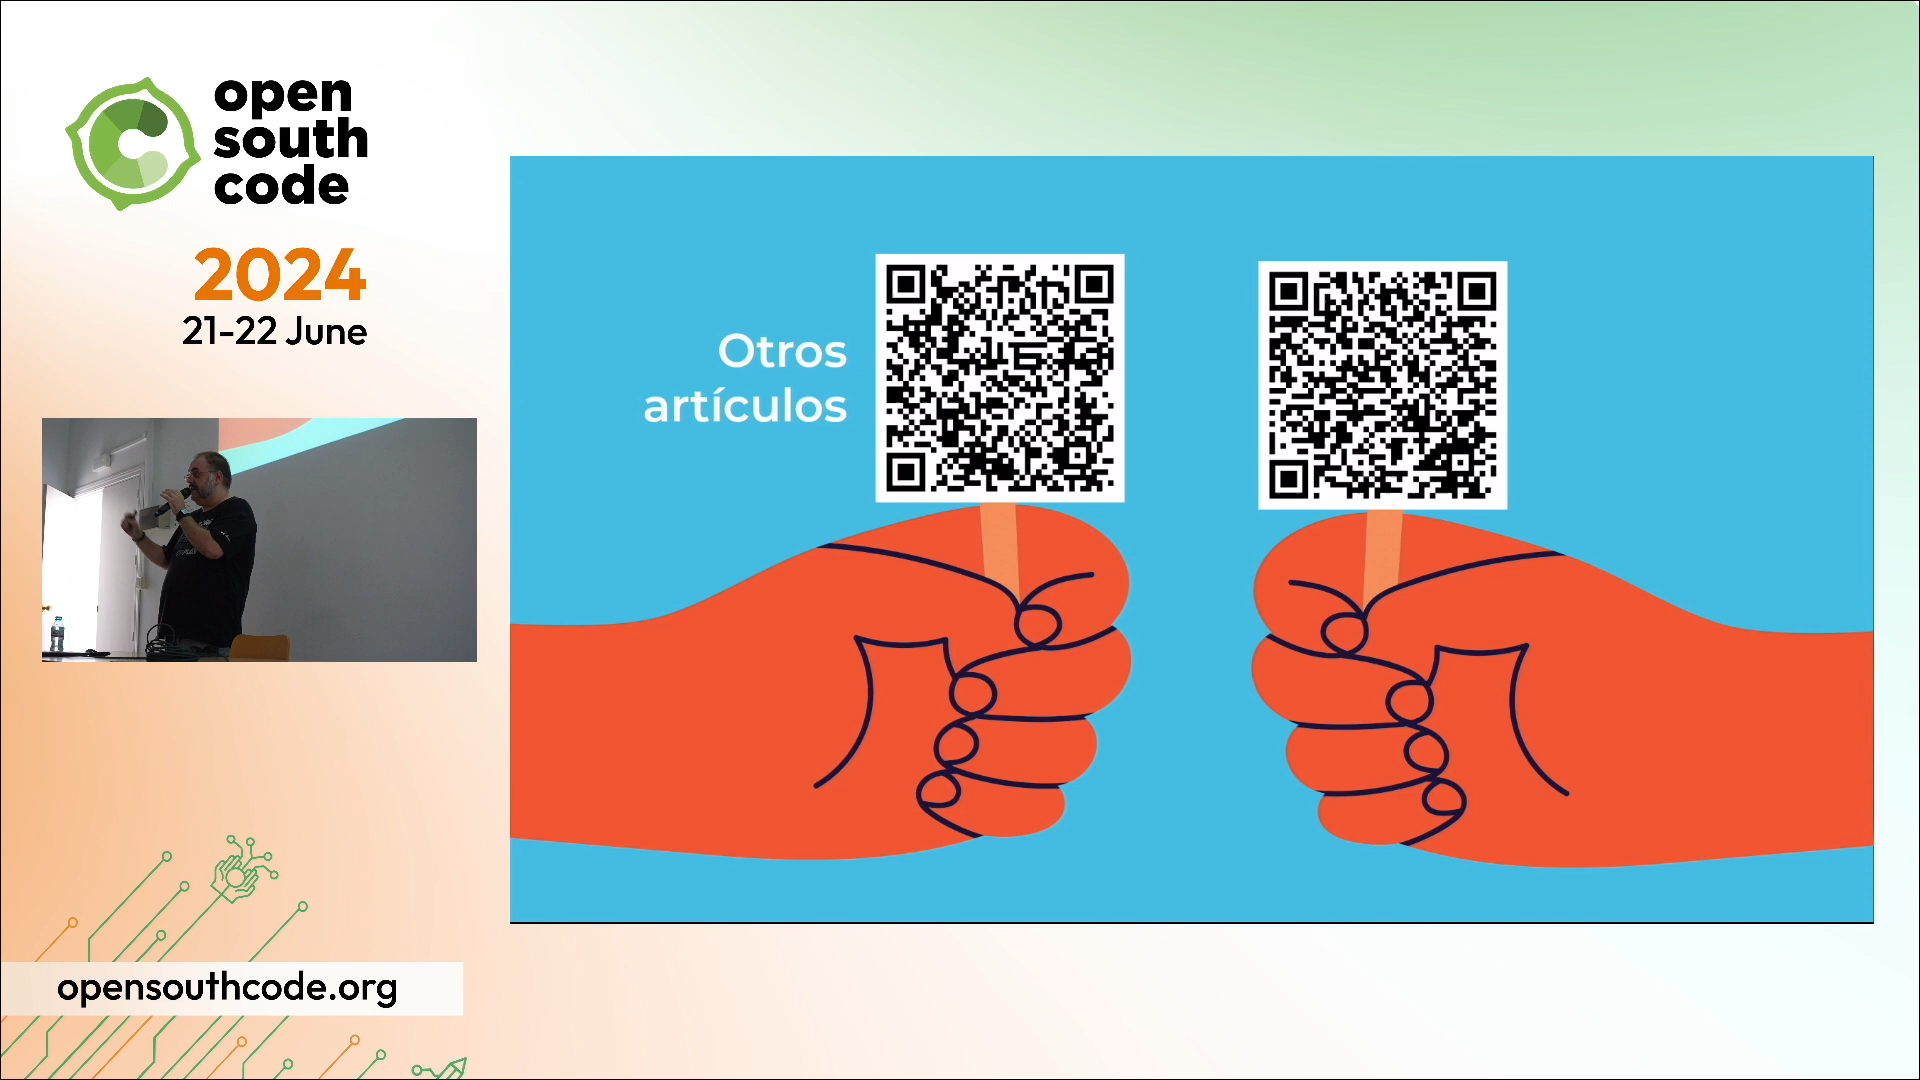 open
south
code
2024
21-22 June
Otros
artículos
opensouthcode.org